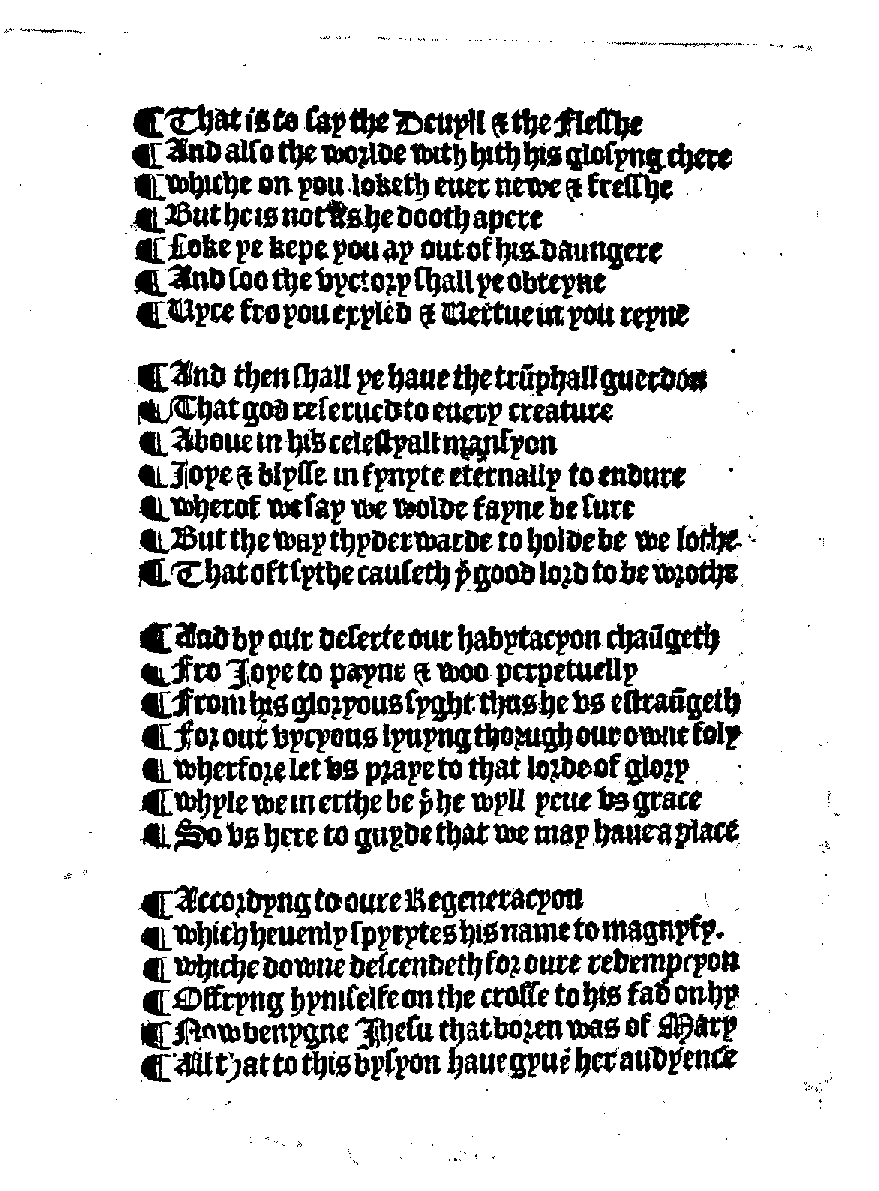 ¶ That is to say the Deuyll & the flesshe
¶ And also the worlde with hith his glosyng chere
¶ whiche on you loketh euer newe & fresshe
¶ But he is not as he dooth apere
¶ Loke ye kepe you ay out of his daungere
¶ And soo the vyctory shall ye obteyne
¶ Uyce fro you expled & Uertue in you reyne
¶ And then shall ye haue the trūphall guerdon
¶ That god reserued to euery creature
¶ Aboue in his celestyall mansyon
¶ Joye & blysse in fynyte eternally to endure
¶ wherof we say we wolde fayne be sure
¶ But the way thyderwarde to holde be we lothe
¶ That oft sythe causeth yͭ good lord to be wrothe
¶ And by our deserte our habytacyon chaūgeth
¶ Fro Joye to payne & woo perpetuelly
¶ From his gloryous syght thus he vs estraūgeth
¶ For our vycyous lyuyng thorugh our owne foly
¶ wherfore let vs praye to that lorde of glory
¶ whyle we in erthe be yͭ he wyll yeue vs grace
¶ So vs here to guyde that we may haue a place
¶ Accordyng to oure Regeneracyon
¶ with heuenly spyrytes his name to magnyfy.
¶ whiche downe descendeth for oure redempcyon
¶ Offryng hymselfe on the crosse to his fad on hy
¶ Now benygne Jhesu that boren was of Mary
¶ All that to this vysyon haue gyuē her audyence